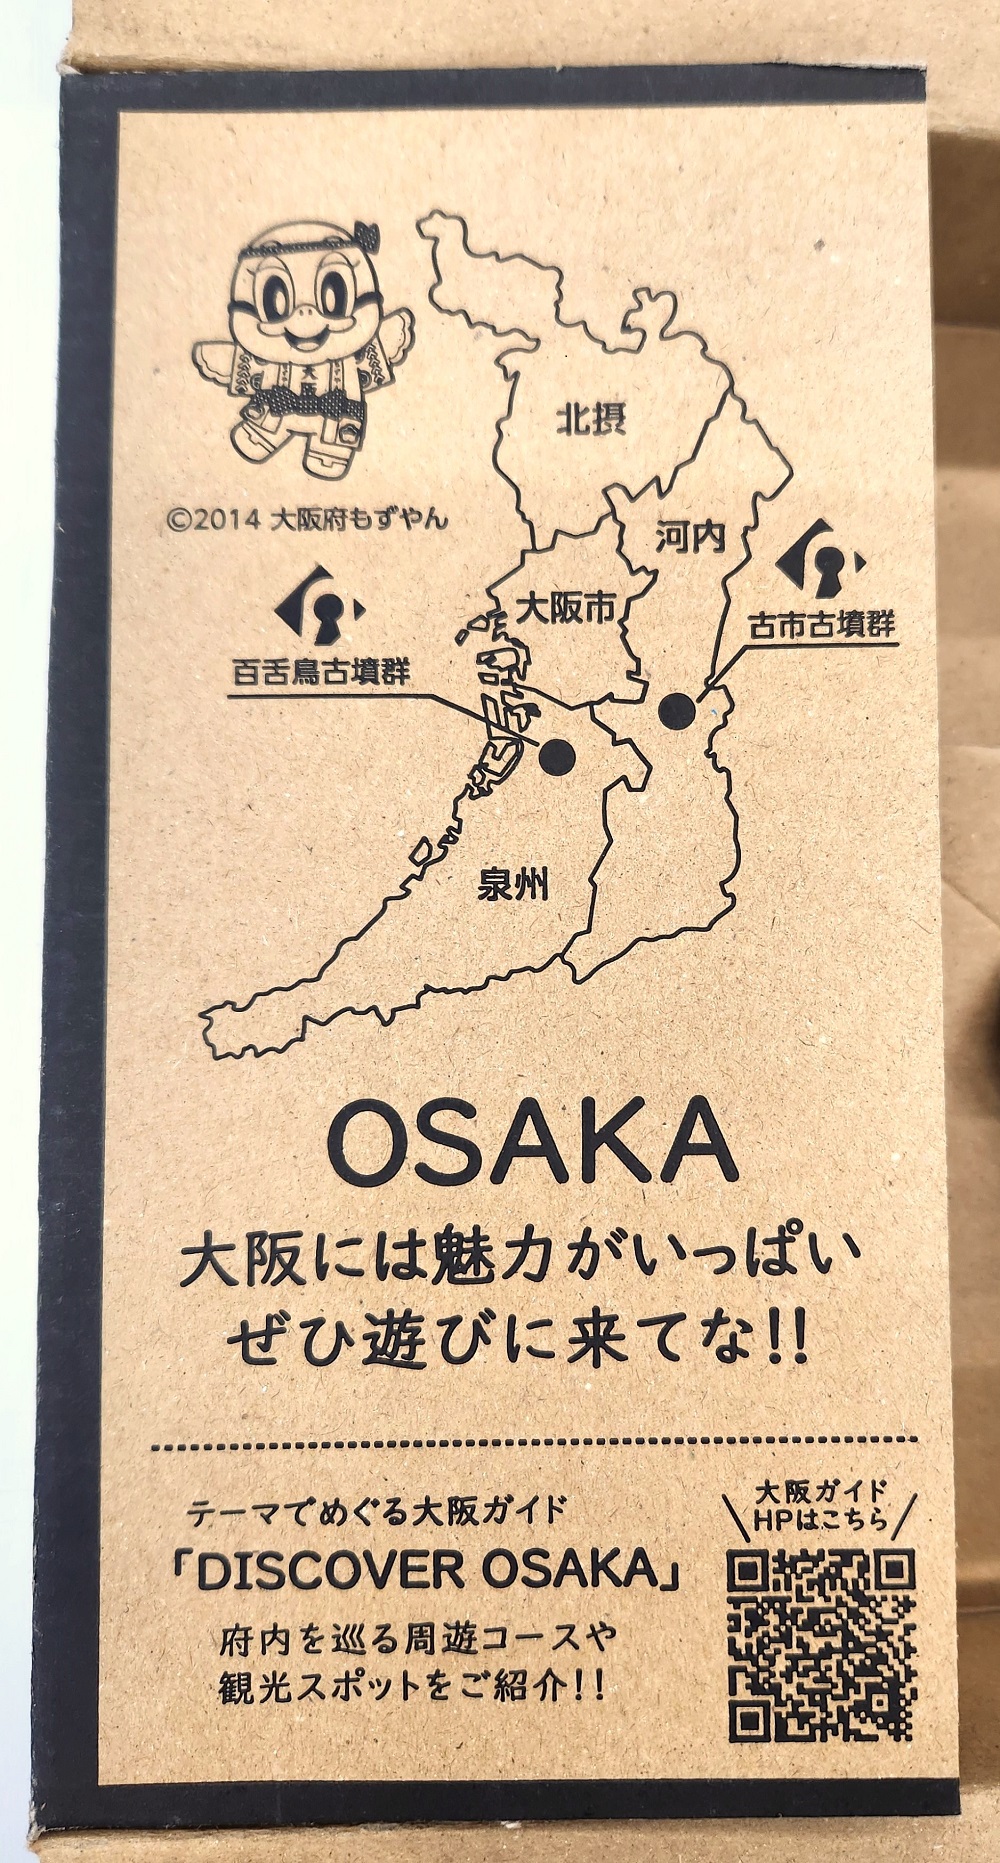 大阪
©2014 大阪府もずやん
北摂
河内
大阪市
古市古墳群
百舌鳥古墳群
泉州
OSAKA
大阪には魅力がいっぱい
ぜひ遊びに来てな!!
テーマでめぐる大阪ガイド
「DISCOVER OSAKA」
府内を巡る周遊コースや
観光スポットをご紹介!!
大阪ガイド
HPはこちら